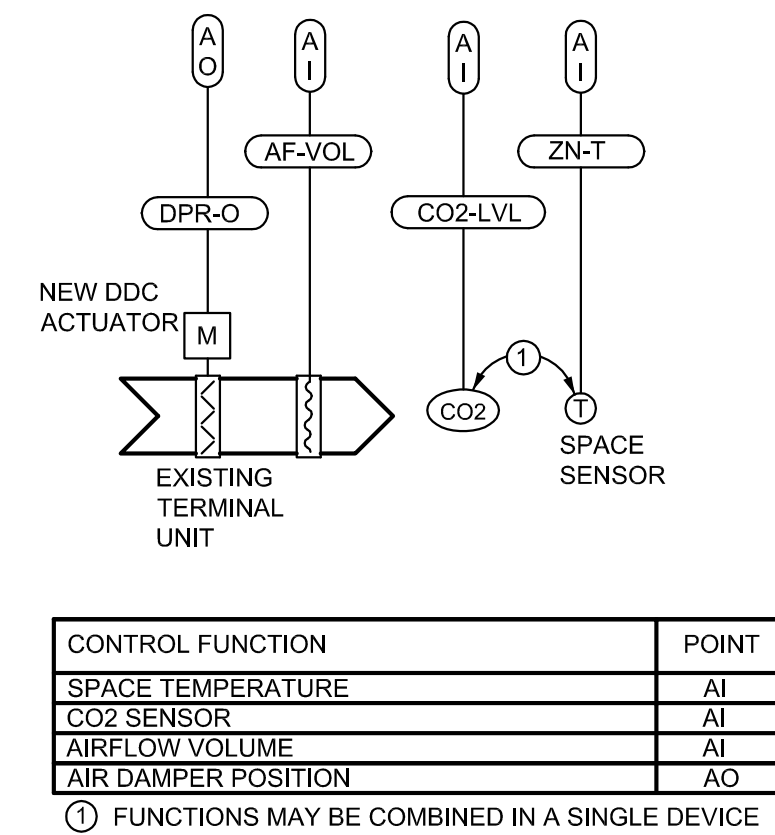 A
O
A
I
A
I
A
I
AF-VOL
ZN-T
DPR-O
CO2-LVL
NEW DDC
ACTUATOR
M
1
CO2
T
SPACE
SENSOR
EXISTING
TERMINAL
UNIT
CONTROL FUNCTION POINT
SPACE TEMPERATURE AI
CO2 SENSOR AI
AIRFLOW VOLUME AI
AIR DAMPER POSITION AO
1 FUNCTIONS MAY BE COMBINED IN A SINGLE DEVICE